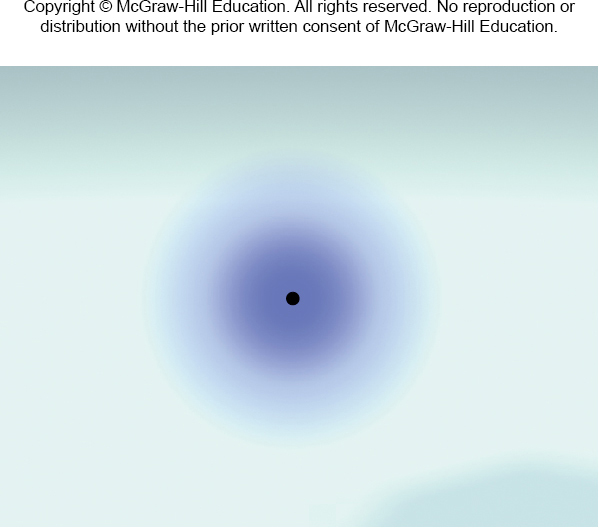 Copyright © McGraw-Hill Education. All rights reserved. No reproduction or
distribution without the prior written consent of McGraw-Hill Education.